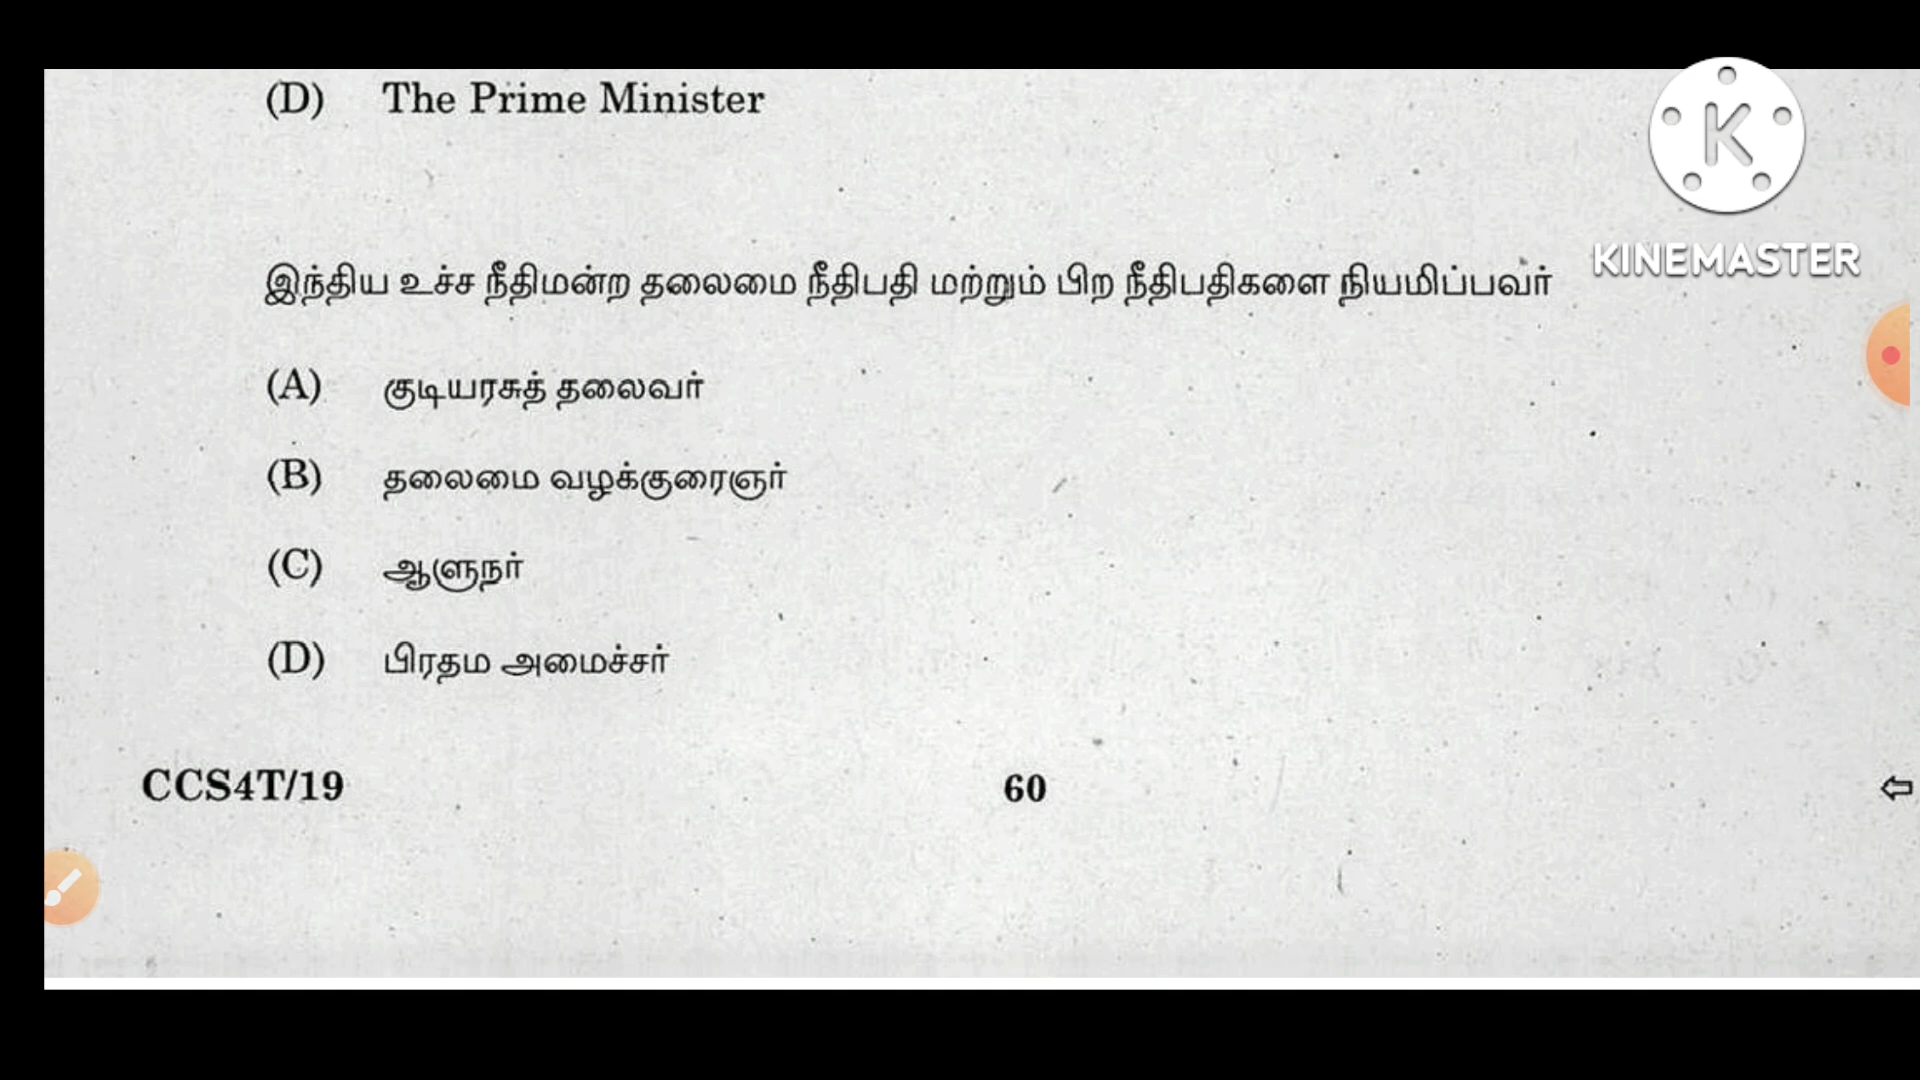 (D) The Prime Minister
KINEMASTER
இந்திய உச்ச நீதிமன்ற தலைமை நீதிபதி மற்றும் பிற நீதிபதிகளை நியமிப்பவர்
(A) குடியரசுத் தலைவர்
(B) தலைமை வழக்குரைஞர்
(C) ஆளுநர்
(D) பிரதம அமைச்சர்
CCS4T/19 60